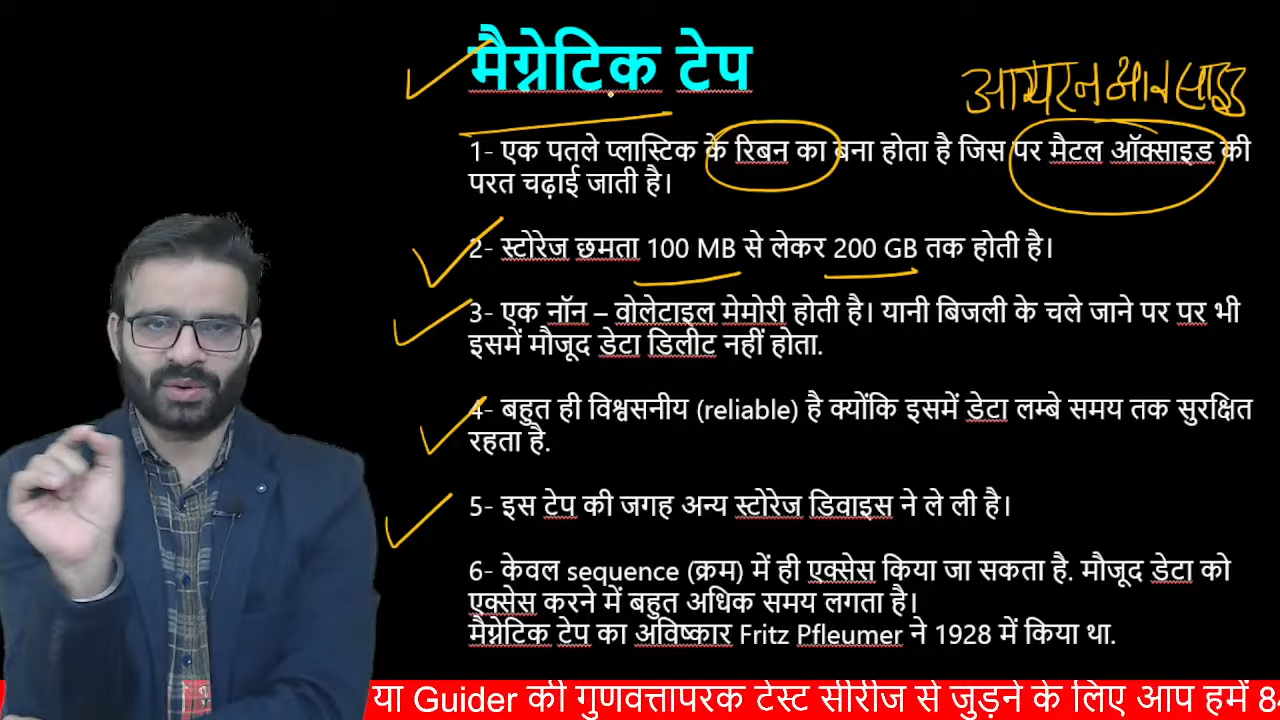 मैग्नेटिक टेप
आयरन ऑक्साइड
1- एक पतले प्लास्टिक के रिबन का बना होता है जिस पर मैटल ऑक्साइड की
परत चढ़ाई जाती है।
2- स्टोरेज छमता 100 MB से लेकर 200 GB तक होती है।
3- एक नॉन – वोलेटाइल मेमोरी होती है। यानी बिजली के चले जाने पर पर भी
इसमें मौजूद डेटा डिलीट नहीं होता.
4- बहुत ही विश्वसनीय (reliable) है क्योंकि इसमें डेटा लम्बे समय तक सुरक्षित
रहता है.
5- इस टेप की जगह अन्य स्टोरेज डिवाइस ने ले ली है।
6- केवल sequence (क्रम) में ही एक्सेस किया जा सकता है. मौजूद डेटा को
एक्सेस करने में बहुत अधिक समय लगता है।
मैग्नेटिक टेप का अविष्कार Fritz Pfleumer ने 1928 में किया था.
या Guider की गुणवत्तापरक टेस्ट सीरीज से जुड़ने के लिए आप हमें 8